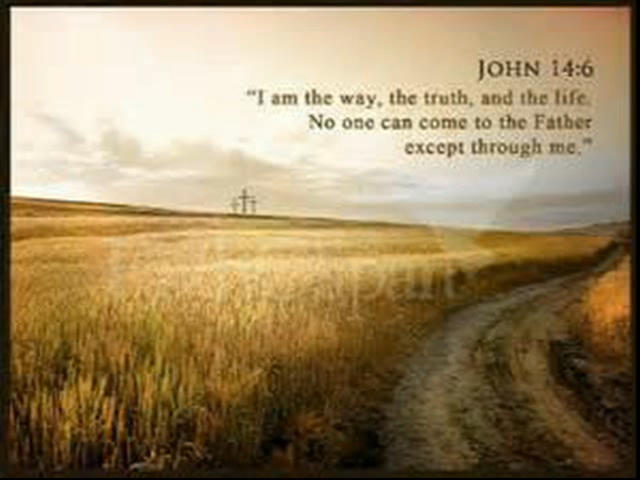 JOHN 14:6
"I am the way, the truth, and the life.
No one can come to the Father
except through me."